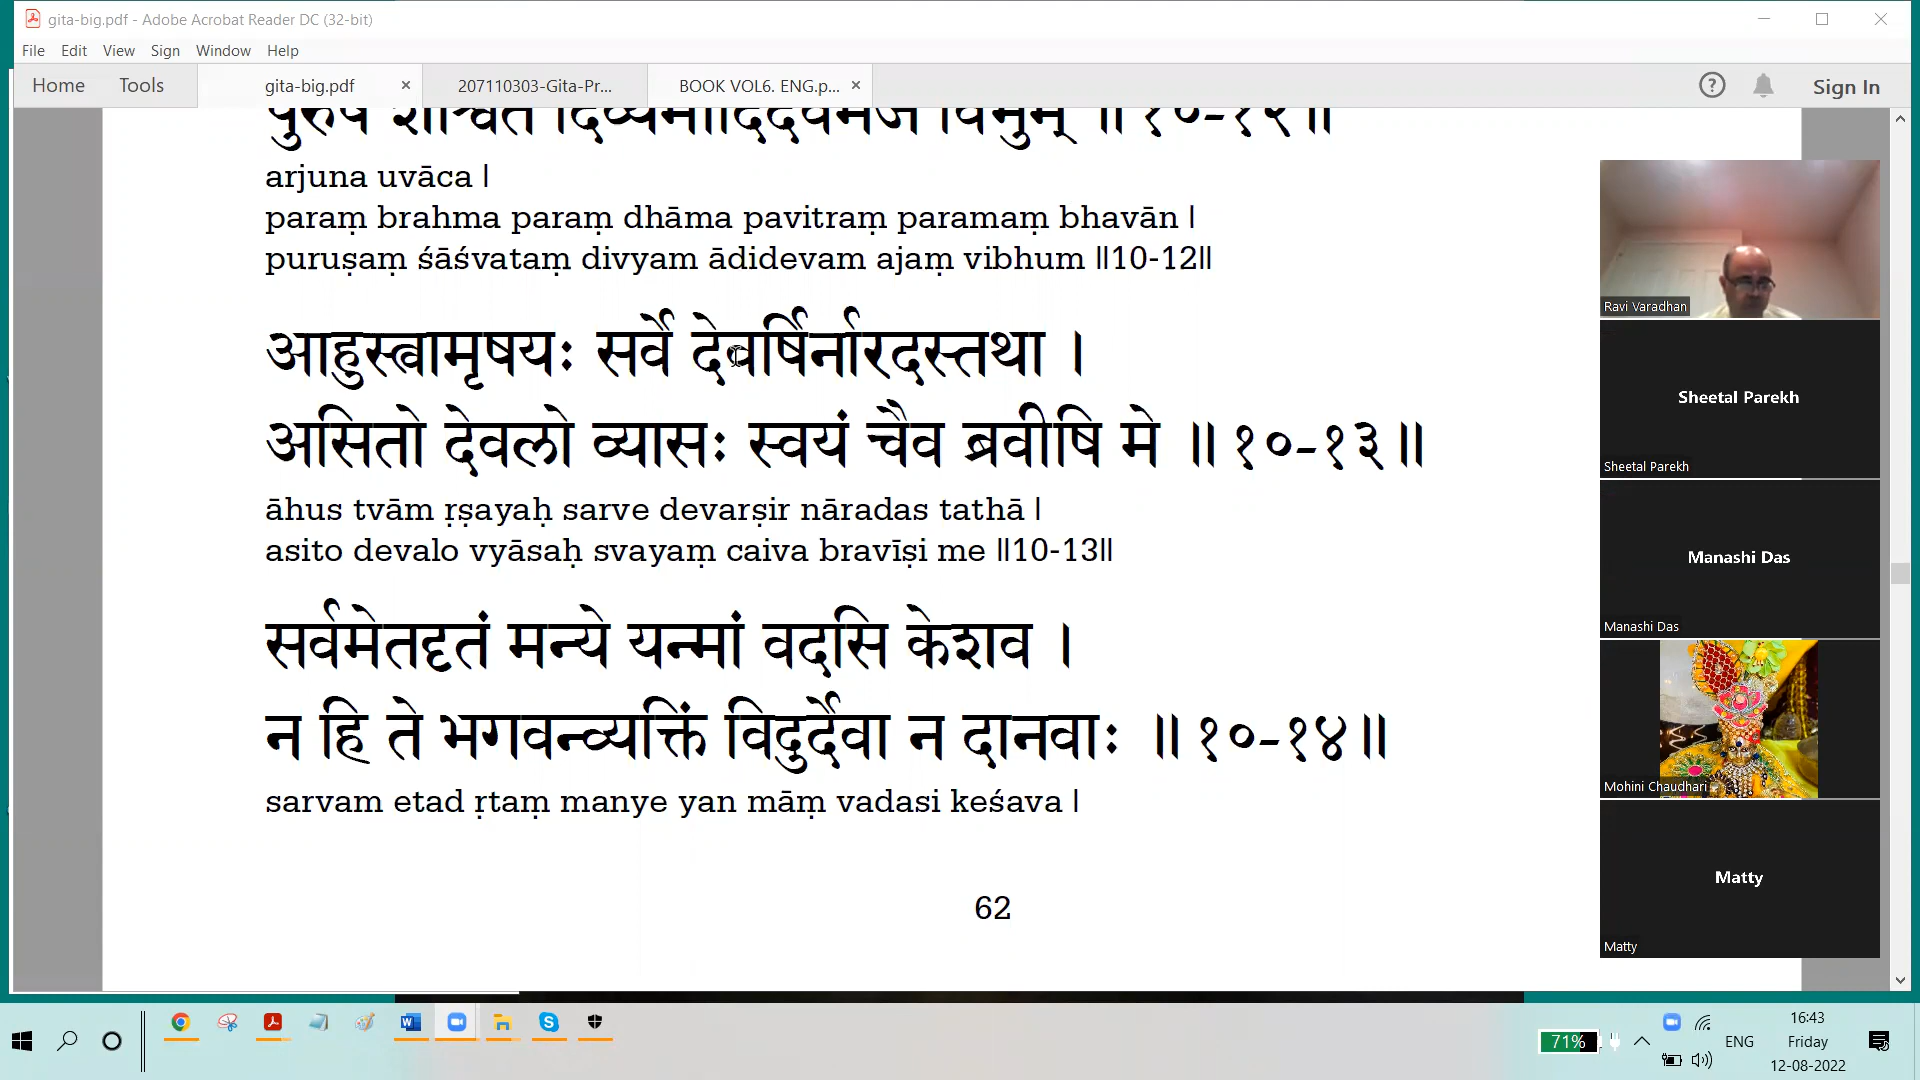 gita-big.pdf - Adobe Acrobat Reader DC (32-bit)
File Edit View Sign Window Help
Home Tools gita-big.pdf × 207110303-Gita-Pr... BOOK VOL6. ENG.p... × Sign In
पुरुषं शाश्वतं दिव्यमादिदेवमजं विभुम् ॥१०-१२॥
arjuna uvāca |
paraṃ brahma paraṃ dhāma pavitraṃ paramaṃ bhavān |
puruṣaṃ śāśvataṃ divyam ādidevam ajaṃ vibhum ||10-12||
आहुस्त्वामृषयः सर्वे देवर्षिर्नारदस्तथा ।
असितो देवलो व्यासः स्वयं चैव ब्रवीषि मे ॥१०-१३॥
āhus tvām ṛṣayaḥ sarve devarṣir nāradas tathā |
asito devalo vyāsaḥ svayaṃ caiva bravīṣi me ||10-13||
सर्वमेतदृतं मन्ये यन्मां वदसि केशव ।
न हि ते भगवन्व्यक्तिं विदुर्देवा न दानवाः ॥१०-१४॥
sarvam etad ṛtaṃ manye yan māṃ vadasi keśava |
62
Ravi Varadhan
Sheetal Parekh
Sheetal Parekh
Manashi Das
Manashi Das
Mohini Chaudhari
Matty
Matty
71% ENG
16:43
Friday
12-08-2022